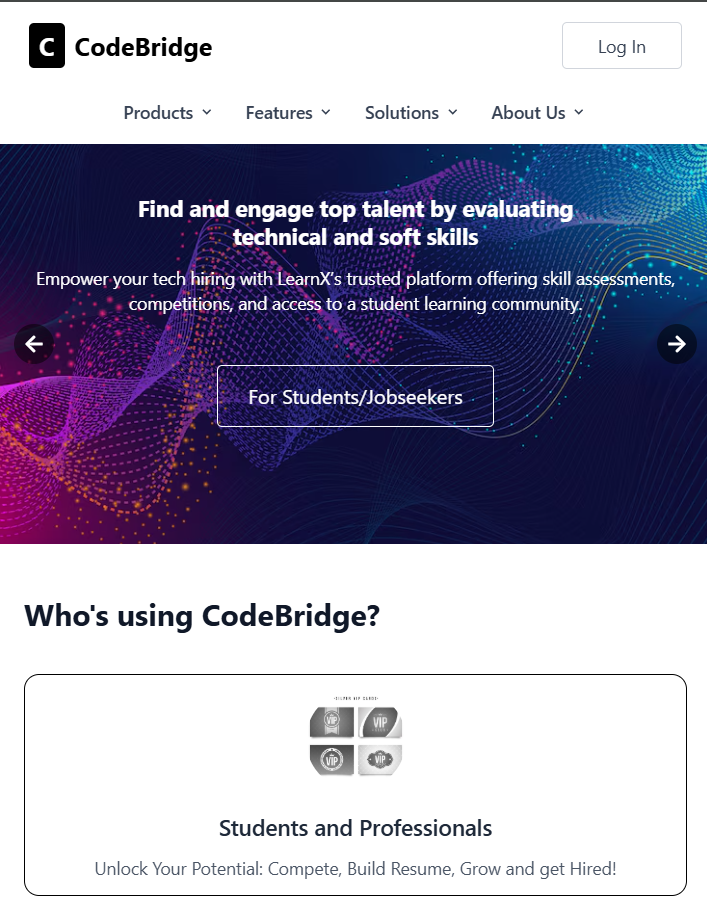 C CodeBridge
Log In
Products
Features
Solutions
About Us
Find and engage top talent by evaluating
technical and soft skills
Empower your tech hiring with LearnX’s trusted platform offering skill assessments,
competitions, and access to a student learning community.
For Students/Jobseekers
Who's using CodeBridge?
VIP
VIP
VIP
VIP
Students and Professionals
Unlock Your Potential: Compete, Build Resume, Grow and get Hired!